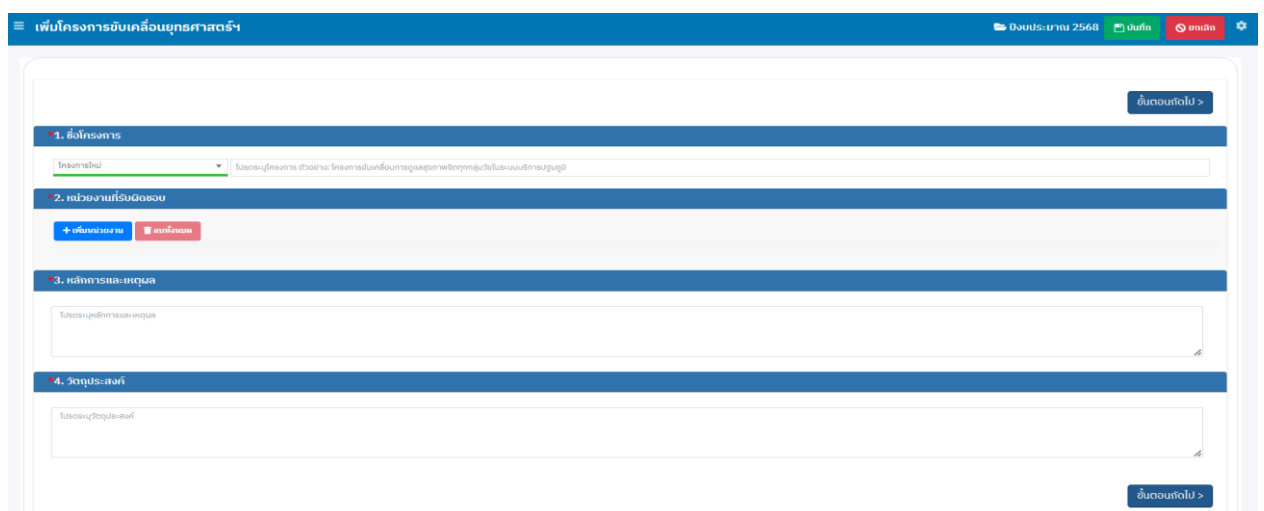 เพิ่มโครงการขับเคลื่อนยุทธศาสตร์ฯ
ปีงบประมาณ 2568
บันทึก
ยกเลิก
ขั้นตอนถัดไป >
*1. ชื่อโครงการ
โครงการใหม่
โปรดระบุโครงการ ตัวอย่าง: โครงการขับเคลื่อนการดูแลสุขภาพจิตทุกกลุ่มวัยในระบบบริการปฐมภูมิ
*2. หน่วยงานที่รับผิดชอบ
+ เพิ่มหน่วยงาน
ลบทั้งหมด
*3. หลักการและเหตุผล
โปรดระบุหลักการและเหตุผล
*4. วัตถุประสงค์
โปรดระบุวัตถุประสงค์
ขั้นตอนถัดไป >